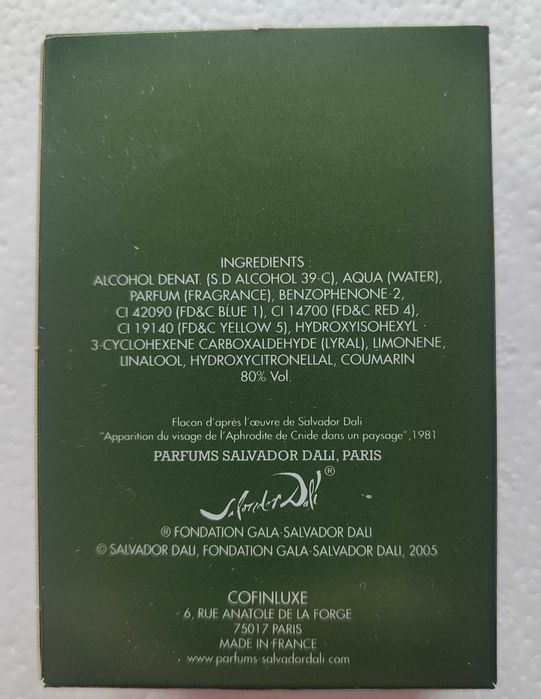 INGREDIENTS :
ALCOHOL DENAT. (S.D ALCOHOL 39-C), AQUA (WATER),
PARFUM (FRAGRANCE), BENZOPHENONE-2,
CI 42090 (FD&C BLUE 1), CI 14700 (FD&C RED 4),
CI 19140 (FD&C YELLOW 5), HYDROXYISOHEXYL
3-CYCLOHEXENE CARBOXALDEHYDE (LYRAL), LIMONENE,
LINALOOL, HYDROXYCITRONELLAL, COUMARIN
80% Vol.
Flacon d'après l'œuvre de Salvador Dali
"Apparition du visage de l'Aphrodite de Cnide dans un paysage",1981
PARFUMS SALVADOR DALI, PARIS
Salvador Dali ®
® FONDATION GALA-SALVADOR DALI
© SALVADOR DALI, FONDATION GALA-SALVADOR DALI, 2005
COFINLUXE
6, RUE ANATOLE DE LA FORGE
75017 PARIS
MADE IN FRANCE
www.parfums-salvadordali.com